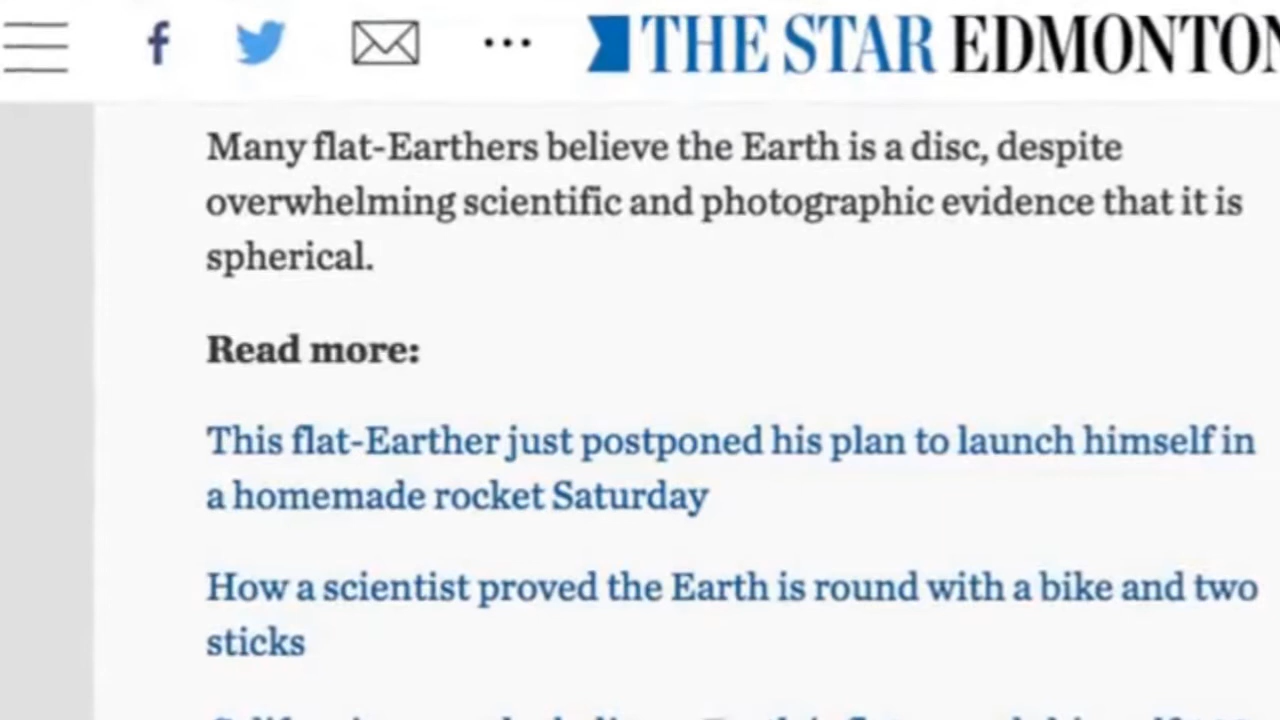 THE STAR EDMONTON
Many flat-Earthers believe the Earth is a disc, despite
overwhelming scientific and photographic evidence that it is
spherical.
Read more:
This flat-Earther just postponed his plan to launch himself in
a homemade rocket Saturday
How a scientist proved the Earth is round with a bike and two
sticks